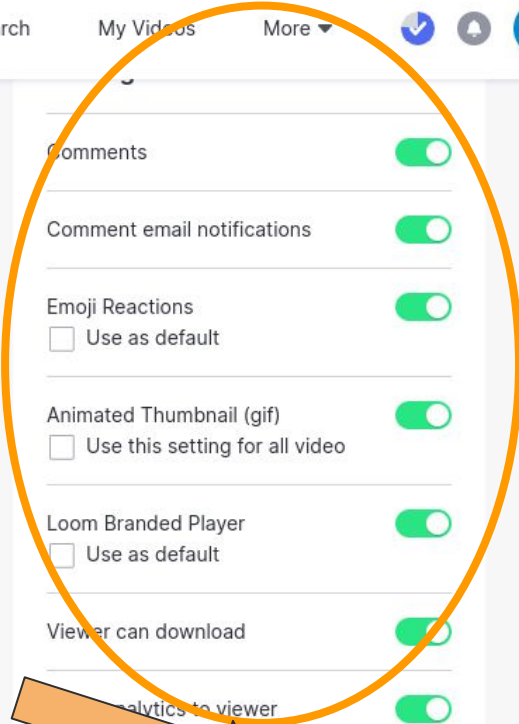 rch My Videos More
Comments
Comment email notifications
Emoji Reactions
Use as default
Animated Thumbnail (gif)
Use this setting for all video
Loom Branded Player
Use as default
Viewer can download
to viewer